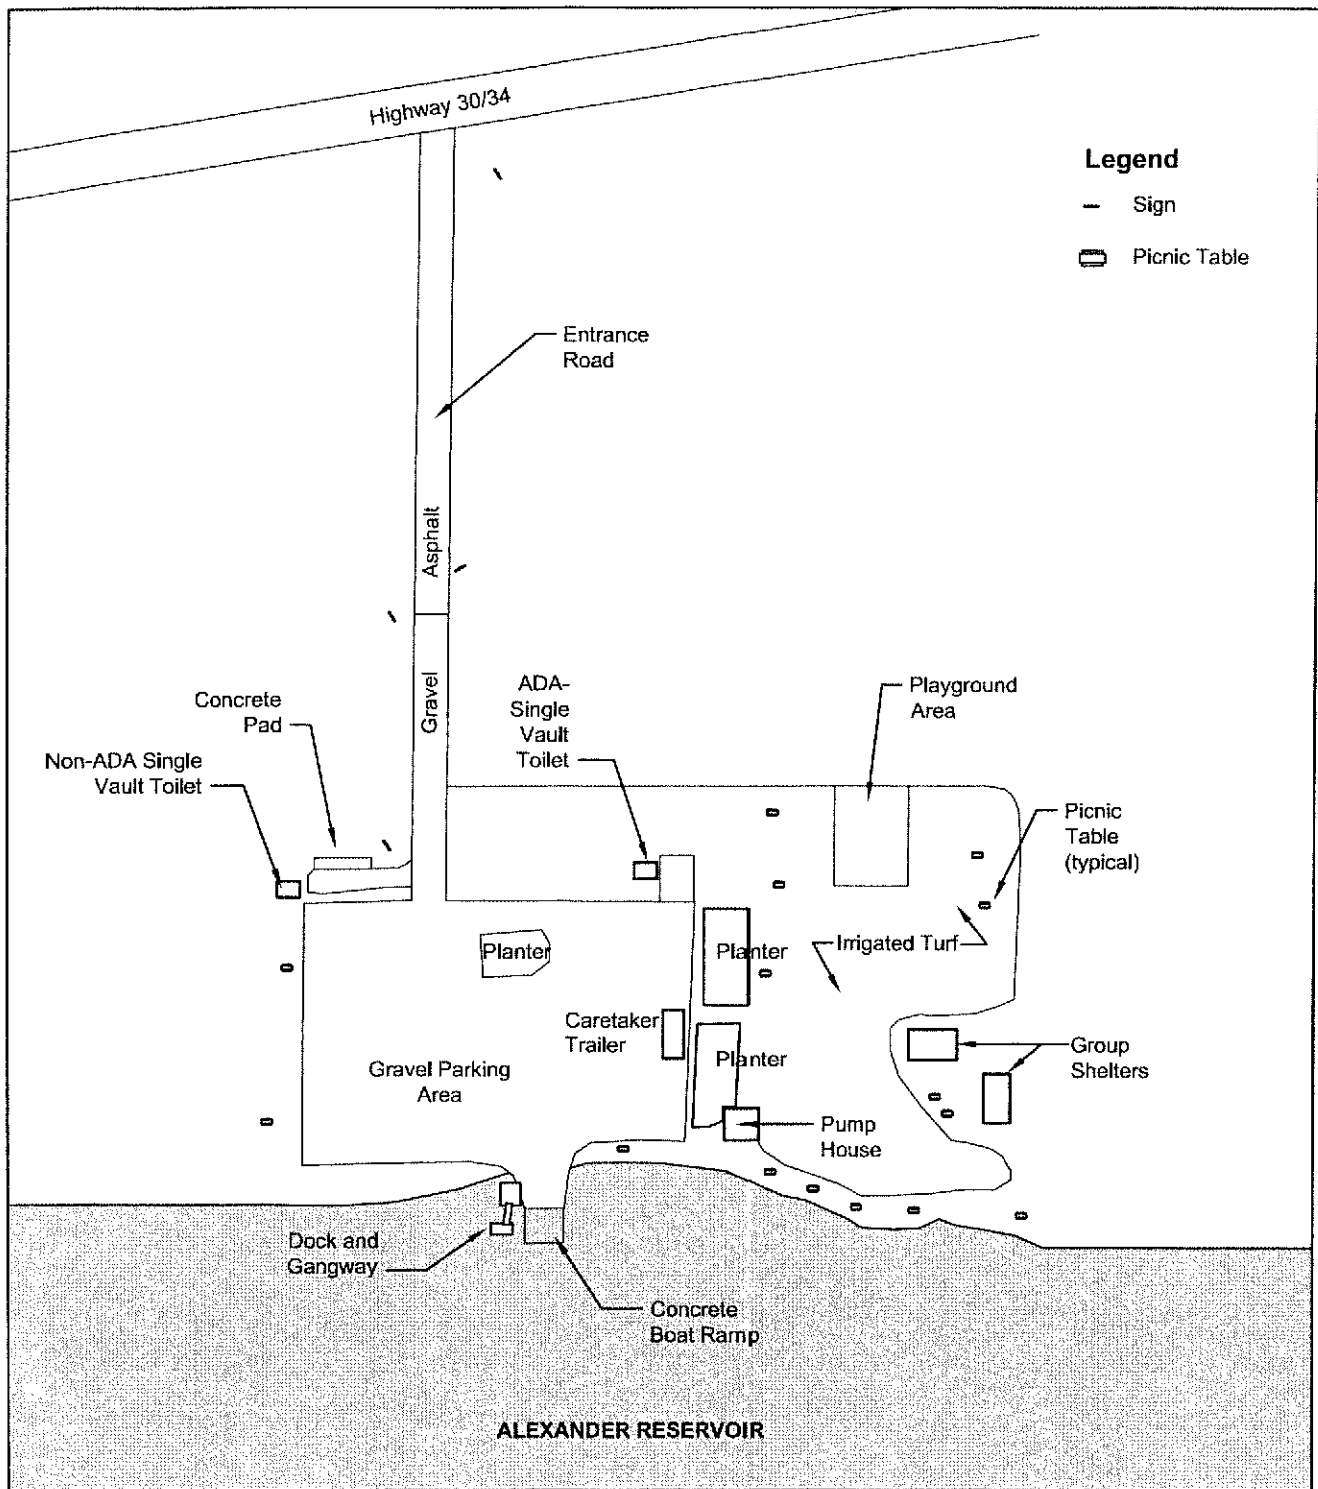 Highway 30/34
Legend
Sign
Picnic Table
Entrance
Road
Asphalt
Gravel
Concrete
Pad
Non-ADA Single
Vault Toilet
ADA-
Single
Vault
Toilet
Playground
Area
Picnic
Table
(typical)
Planter
Planter
Irrigated Turf
Caretaker
Trailer
Planter
Group
Shelters
Gravel Parking
Area
Pump
House
Dock and
Gangway
Concrete
Boat Ramp
ALEXANDER RESERVOIR